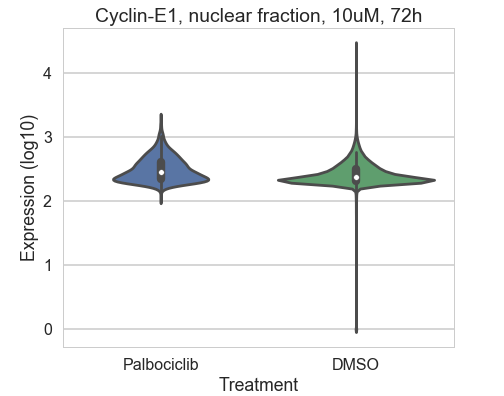 Cyclin-E1, nuclear fraction, 10uM, 72h
Expression (log10)
4
3
2
1
0
Palbociclib DMSO
Treatment